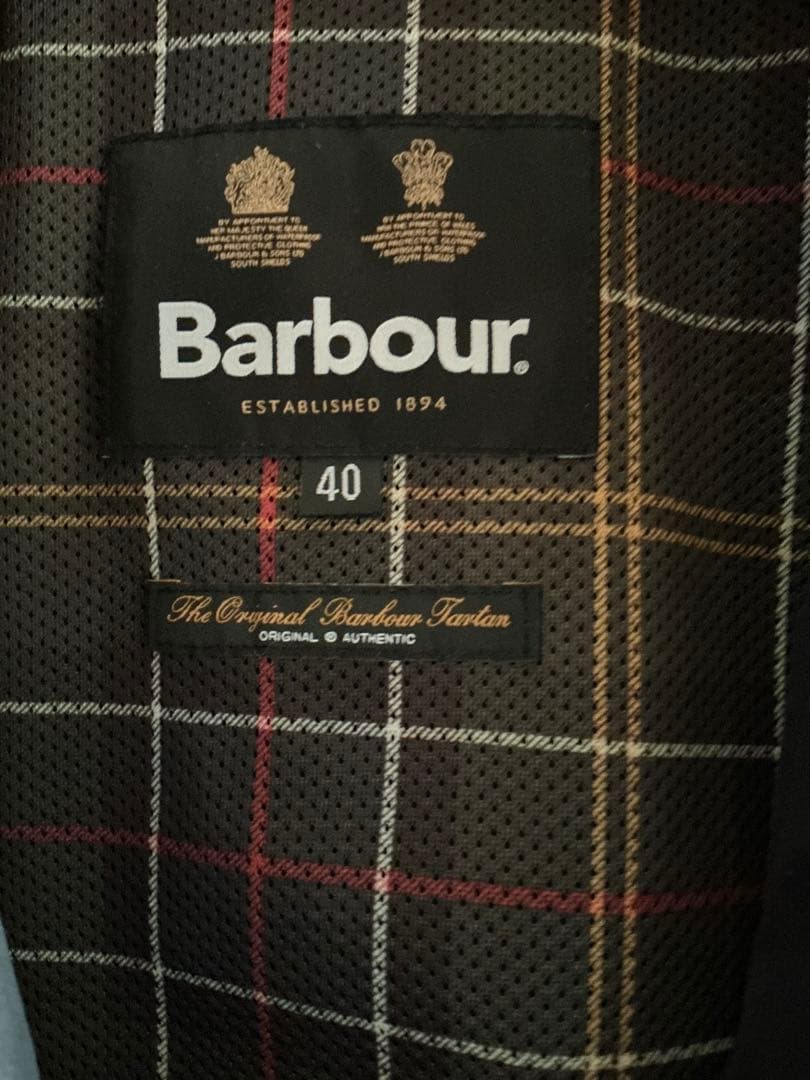 BY APPOINTMENT TO
HER MAJESTY THE QUEEN
MANUFACTURERS OF WATERPROOF
AND PROTECTIVE CLOTHING
J BARBOUR & SONS LTD
SOUTH SHIELDS
BY APPOINTMENT TO
HRH THE PRINCE OF WALES
MANUFACTURERS OF WATERPROOF
AND PROTECTIVE CLOTHING
J BARBOUR & SONS LTD
SOUTH SHIELDS
Barbour®
ESTABLISHED 1894
40
The Original Barbour Tartan
ORIGINAL ® AUTHENTIC